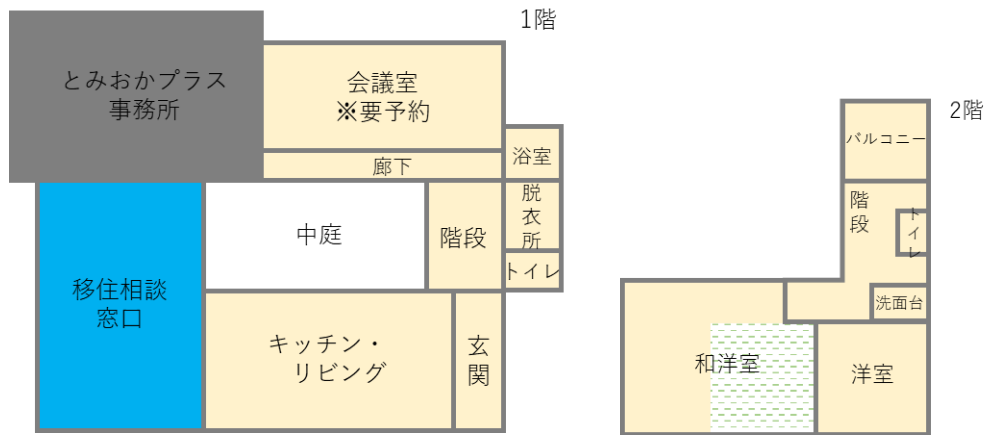 1階
とみおかプラス
事務所
会議室
※要予約
廊下
浴室
脱衣所
中庭
階段
トイレ
移住相談
窓口
キッチン・
リビング
玄関
2階
バルコニー
階段
トイレ
洗面台
和洋室
洋室